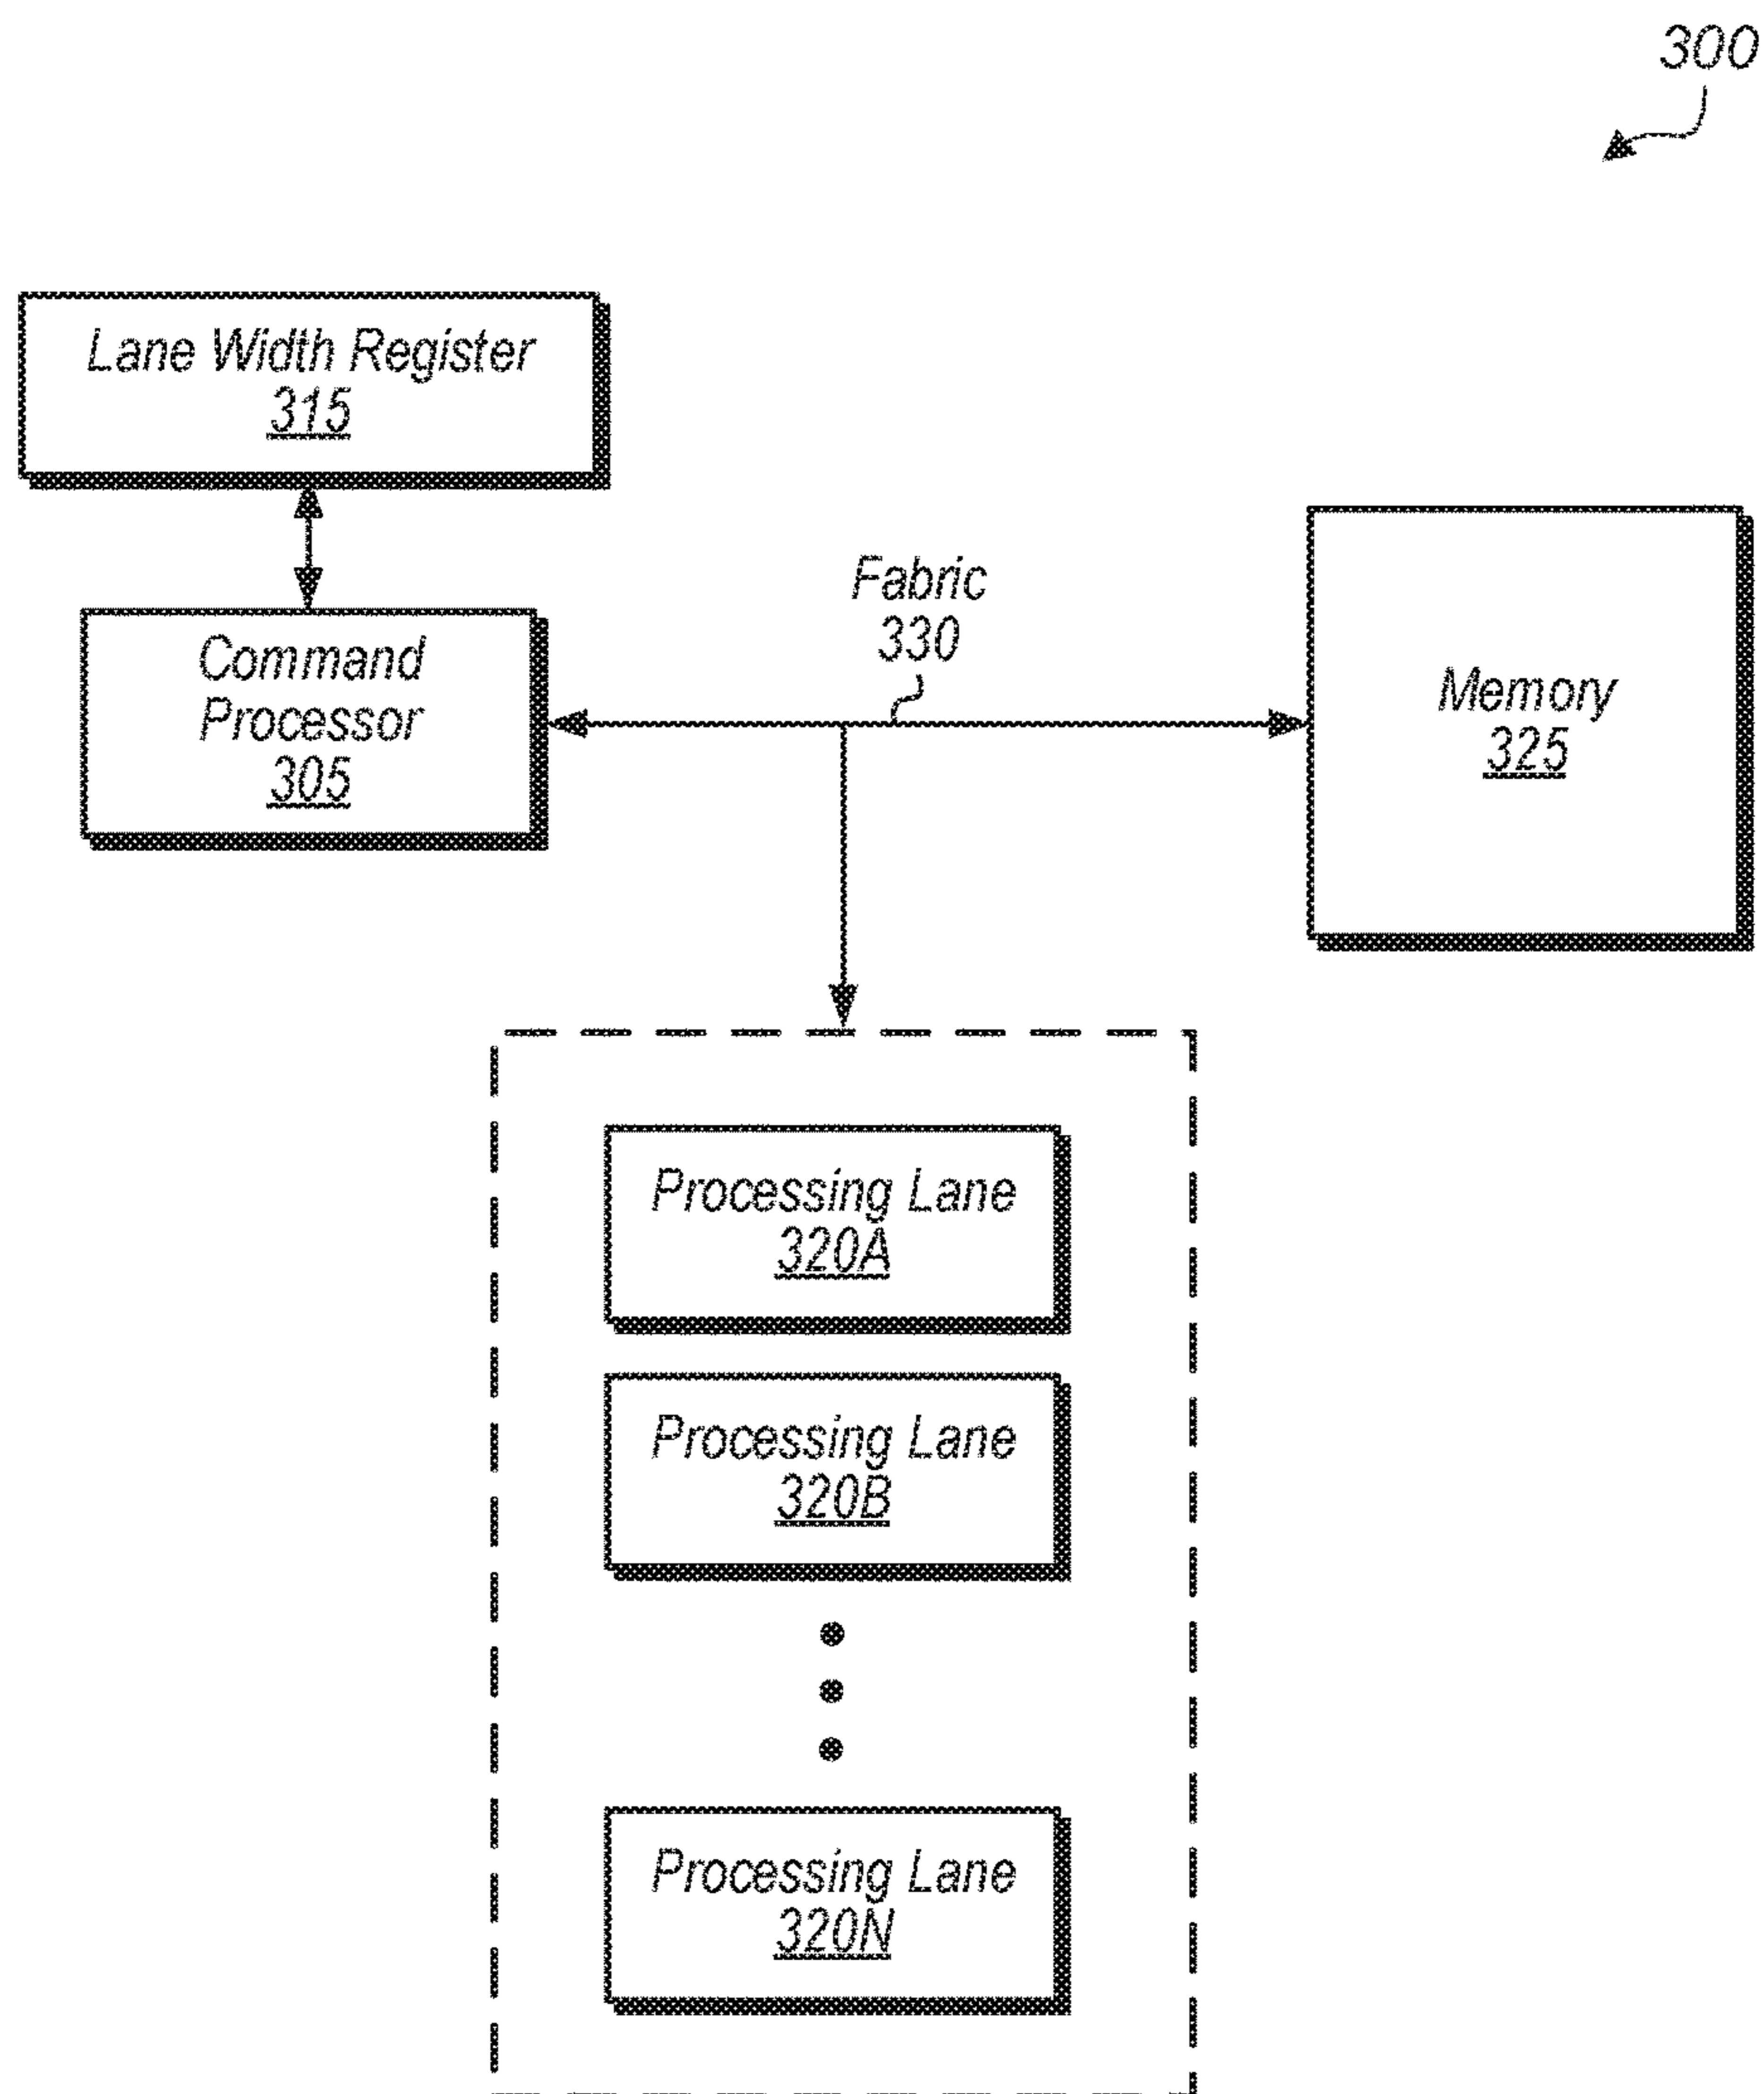 300
Lane Width Register
315
Command
Processor
305
Fabric
330
Memory
325
Processing Lane
320A
Processing Lane
320B
Processing Lane
320N